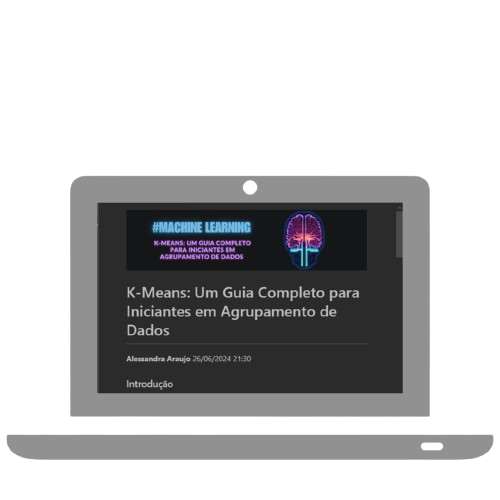 #MACHINE LEARNING
K-MEANS: UM GUIA COMPLETO
PARA INICIANTES EM
AGRUPAMENTO DE DADOS
K-Means: Um Guia Completo para
Iniciantes em Agrupamento de
Dados
Alessandra Araujo 26/06/2024 21:30
Introdução